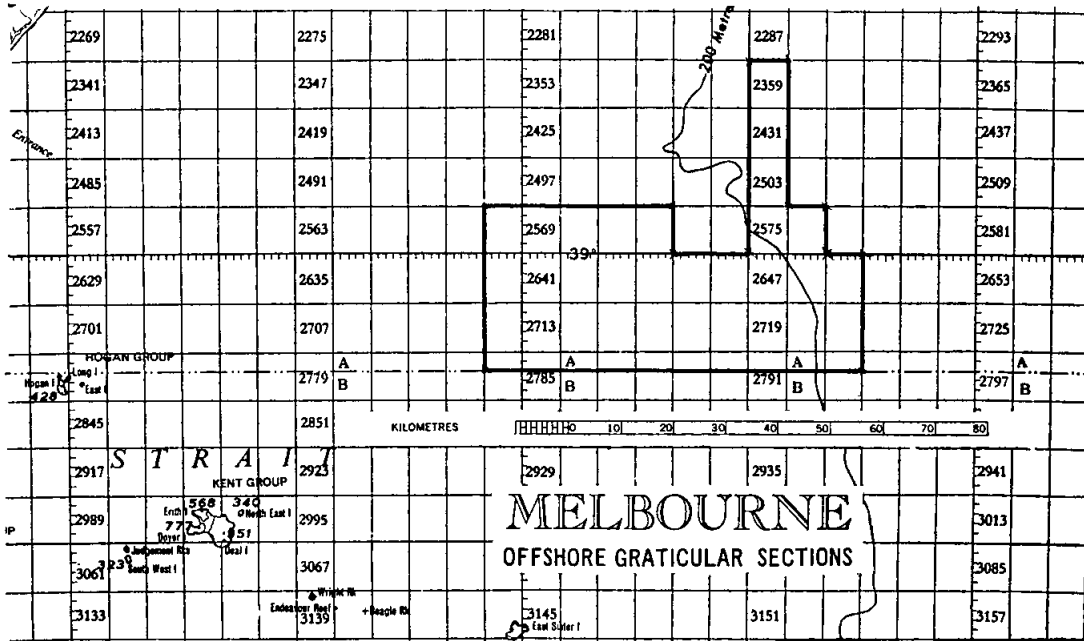 2269 2275 2281 2287 2293
200 Metre
2341 2347 2353 2359 2365
2413 2419 2425 2431 2437
Entrance
2485 2491 2497 2503 2509
2557 2563 2569 2575 2581
39°
2629 2635 2641 2647 2653
2701 2707 2713 2719 2725
HOGAN GROUP
A A A A
Long I
2779 2785 2791 2797
Hogan I
East I
B B B B
428
2845 2851
KILOMETRES 10 20 30 40 50 60 70 80
STRAIT
2917 2923 2929 2935 2941
KENT GROUP
568 340
Erith I North East I
2989 2995 3013
MELBOURNE
777
Dover I
951
Judgement Rks Deal I
OFFSHORE GRATICULAR SECTIONS
323
South West I
3061 3067 3085
Wright Rk
Endeavour Reef Beagle Rk
3133 3139 3145 3151 3157
East Sister I